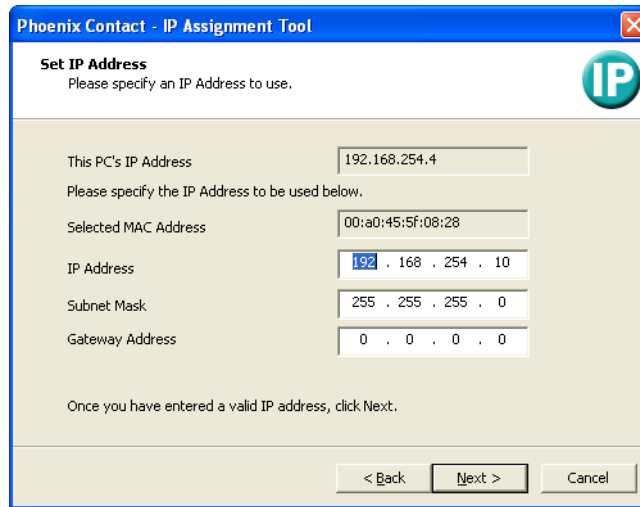 Phoenix Contact - IP Assignment Tool
Set IP Address
Please specify an IP Address to use.
IP
This PC's IP Address 192.168.254.4
Please specify the IP Address to be used below.
Selected MAC Address 00:a0:45:5f:08:28
IP Address 192 . 168 . 254 . 10
Subnet Mask 255 . 255 . 255 . 0
Gateway Address 0 . 0 . 0 . 0
Once you have entered a valid IP address, click Next.
< Back Next > Cancel